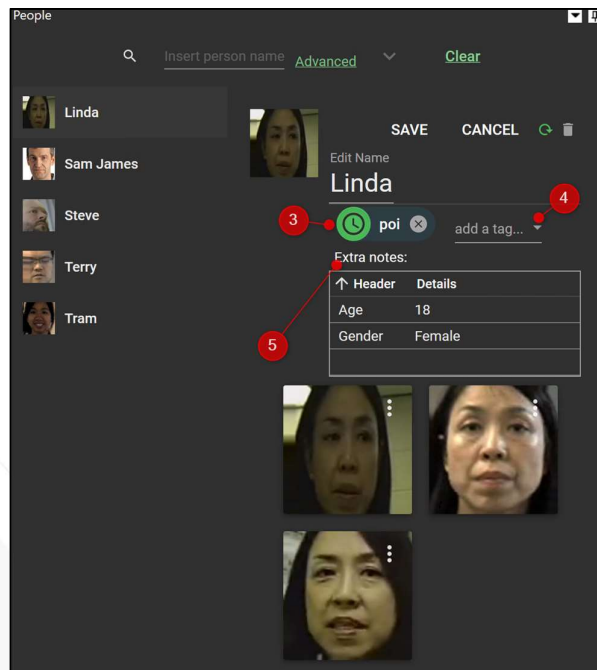 People
Insert person name Advanced Clear
Linda
Sam James
Steve
Terry
Tram
SAVE CANCEL
Edit Name
Linda
3
poi
add a tag...
4
Extra notes:
5
Header Details
Age 18
Gender Female